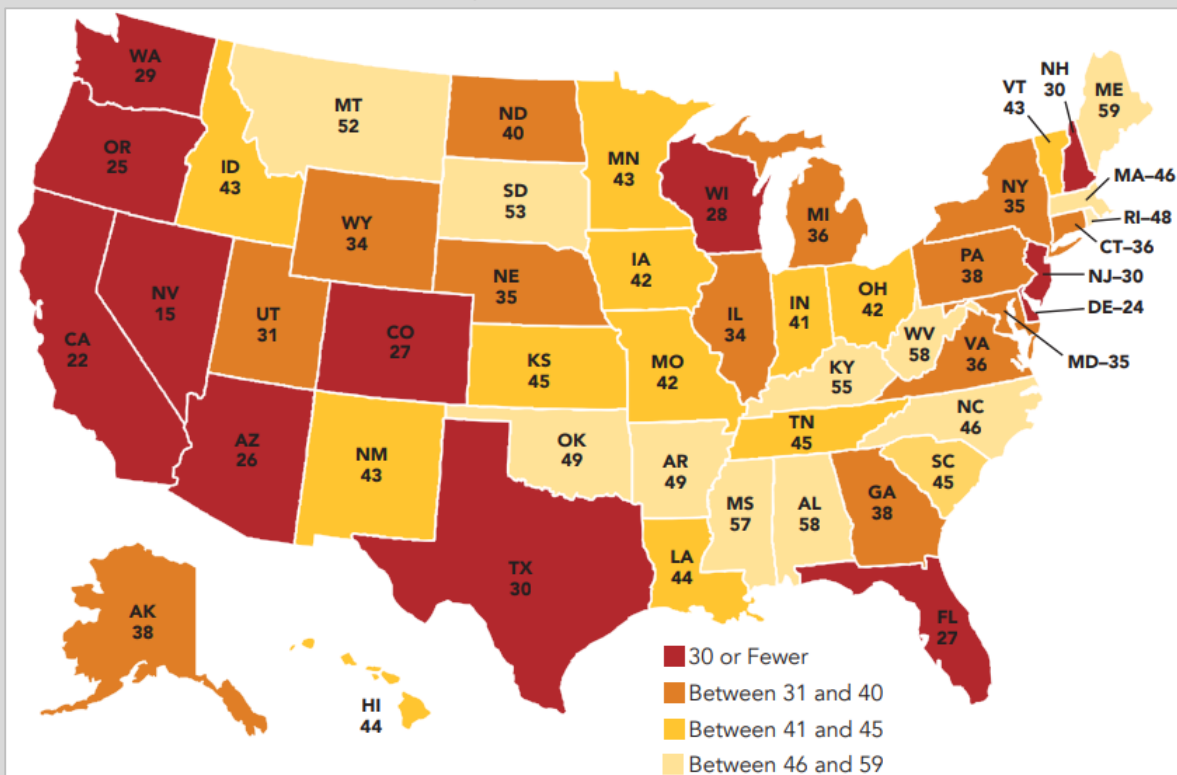 WA
29
OR
25
CA
22
NV
15
ID
43
MT
52
WY
34
UT
31
CO
27
AZ
26
NM
43
ND
40
SD
53
NE
35
KS
45
OK
49
TX
30
MN
43
IA
42
MO
42
AR
49
LA
44
WI
28
IL
34
MI
36
IN
41
OH
42
KY
55
TN
45
MS
57
AL
58
GA
38
FL
27
SC
45
NC
46
VA
36
WV
58
PA
38
NY
35
VT
43
NH
30
ME
59
MA–46
RI–48
CT–36
NJ–30
DE–24
MD–35
AK
38
HI
44
30 or Fewer
Between 31 and 40
Between 41 and 45
Between 46 and 59